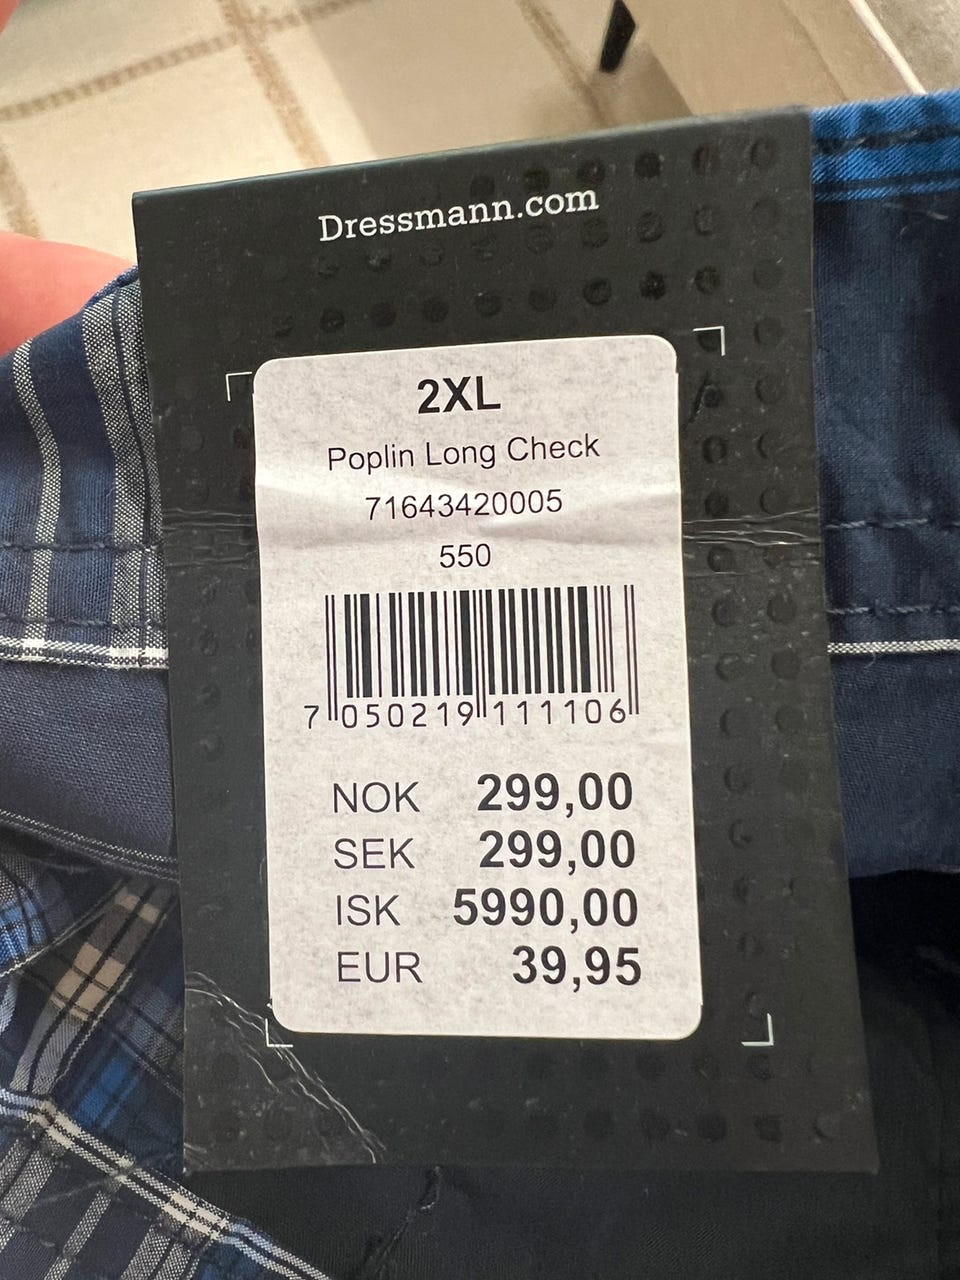 Dressmann.com
2XL
Poplin Long Check
71643420005
550
7 050219 111106
NOK 299,00
SEK 299,00
ISK 5990,00
EUR 39,95